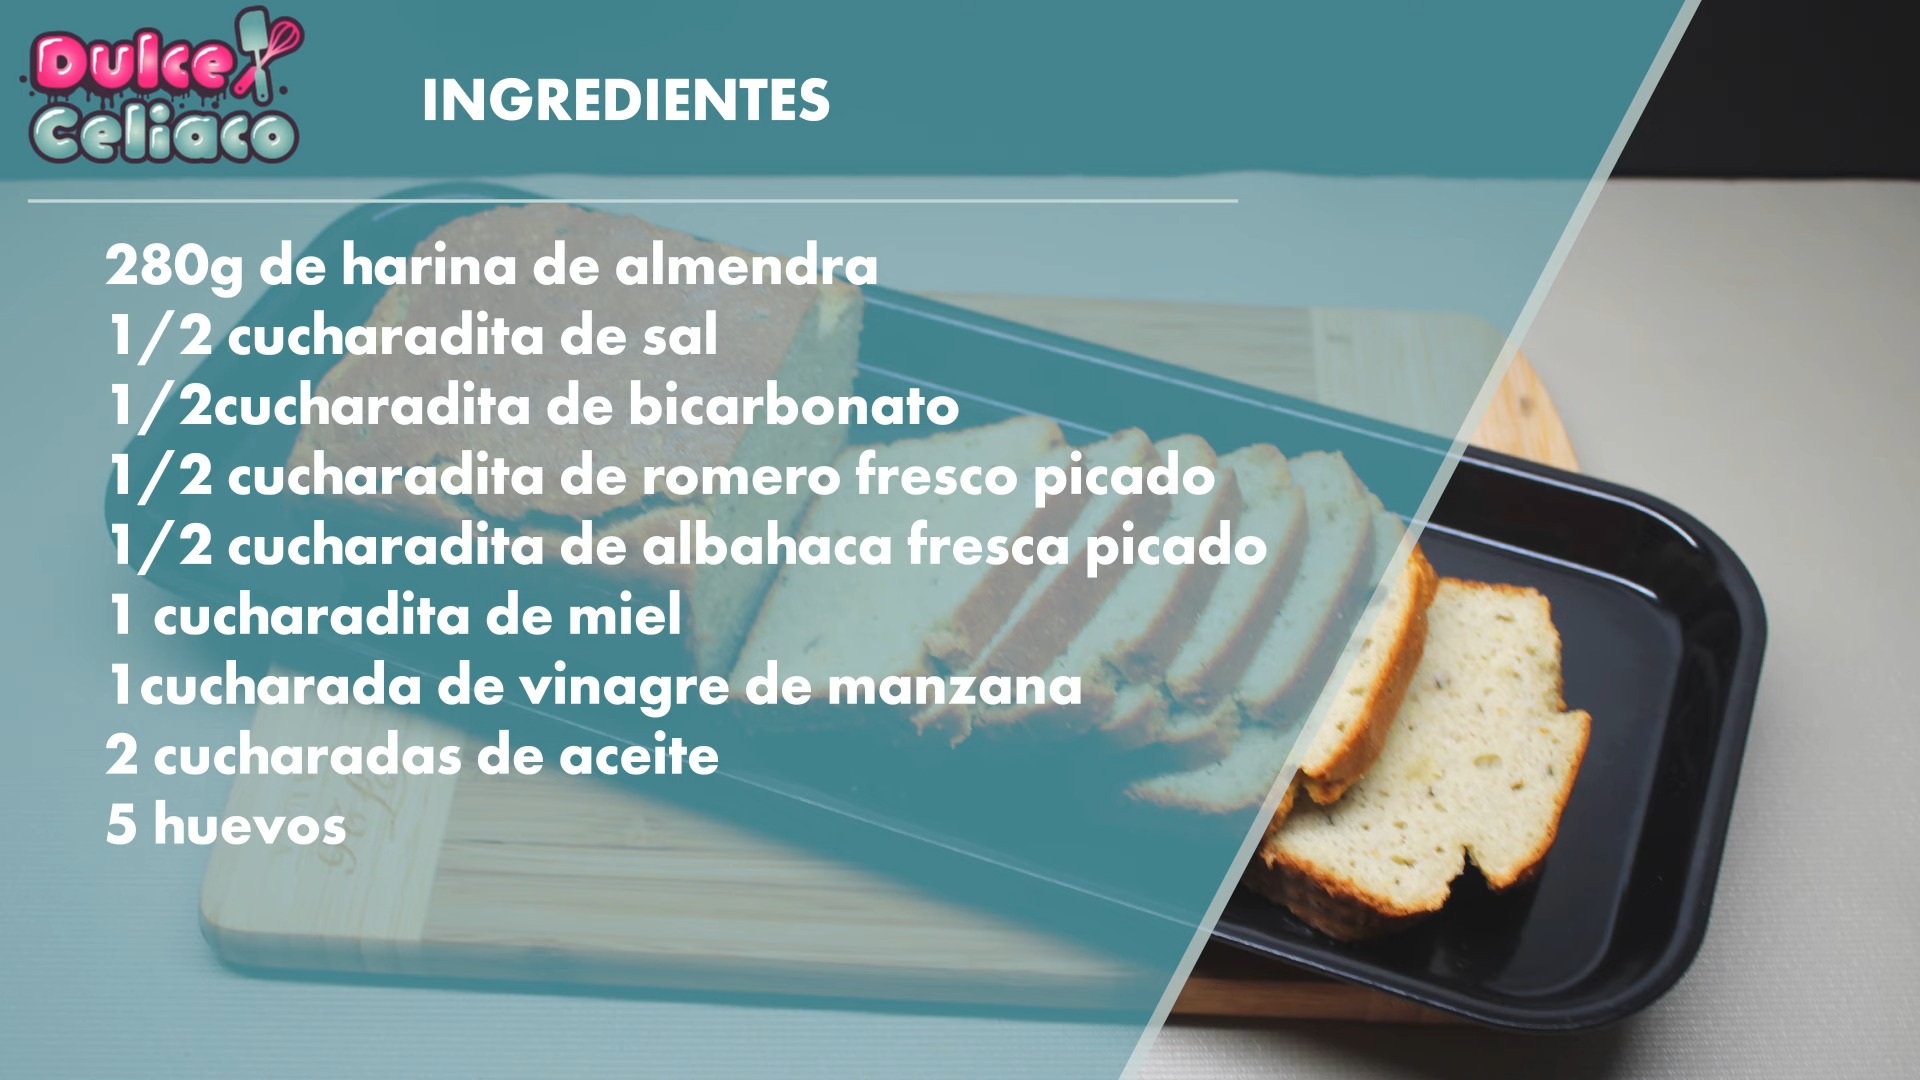 Dulce
Celiaco
INGREDIENTES
280g de harina de almendra
1/2 cucharadita de sal
1/2cucharadita de bicarbonato
1/2 cucharadita de romero fresco picado
1/2 cucharadita de albahaca fresca picado
1 cucharadita de miel
1cucharada de vinagre de manzana
2 cucharadas de aceite
5 huevos